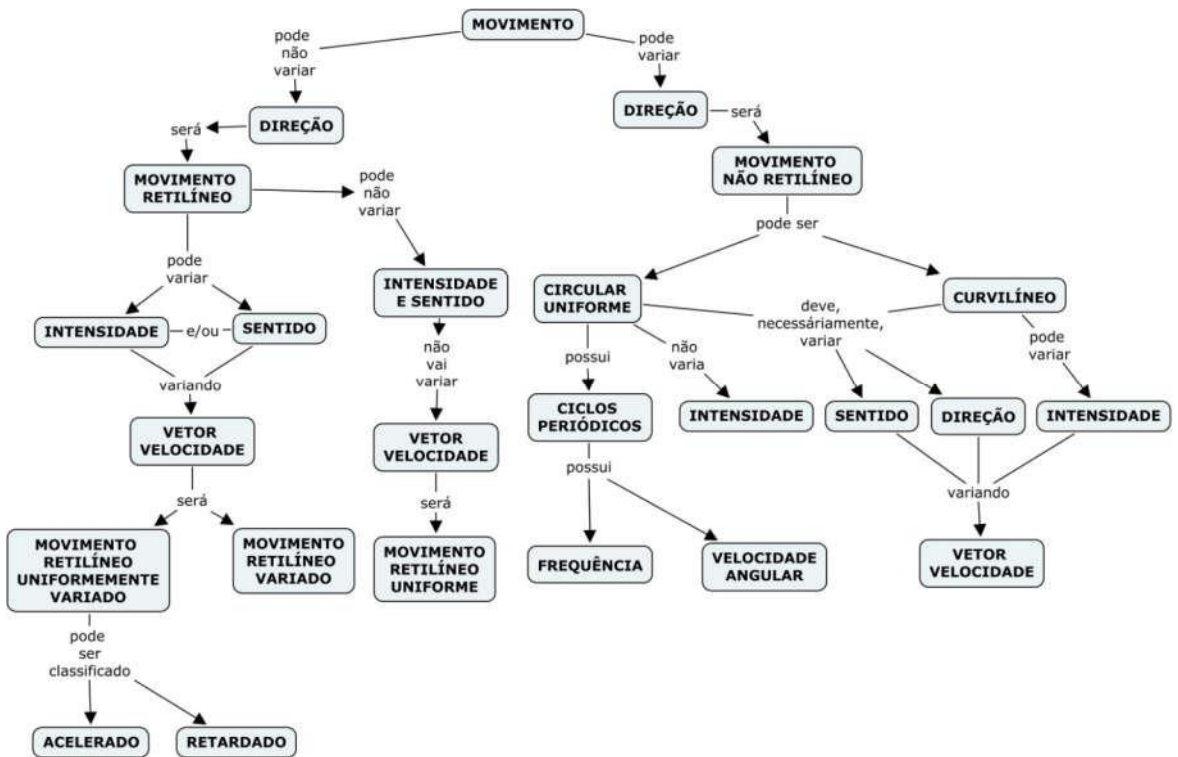 MOVIMENTO
pode
não
variar
pode
variar
DIREÇÃO
será
DIREÇÃO
será
MOVIMENTO
RETILÍNEO
pode
não
variar
MOVIMENTO
NÃO RETILÍNEO
pode ser
pode
variar
INTENSIDADE
e/ou
SENTIDO
INTENSIDADE
E SENTIDO
CIRCULAR
UNIFORME
CURVILÍNEO
deve,
necessáriamente,
variar
variando
não
vai
variar
possui
não
varia
pode
variar
VETOR
VELOCIDADE
VETOR
VELOCIDADE
CICLOS
PERIÓDICOS
INTENSIDADE
SENTIDO
DIREÇÃO
INTENSIDADE
será
será
possui
variando
MOVIMENTO
RETILÍNEO
UNIFORMEMENTE
VARIADO
MOVIMENTO
RETILÍNEO
VARIADO
MOVIMENTO
RETILÍNEO
UNIFORME
FREQUÊNCIA
VELOCIDADE
ANGULAR
VETOR
VELOCIDADE
pode
ser
classificado
ACELERADO
RETARDADO